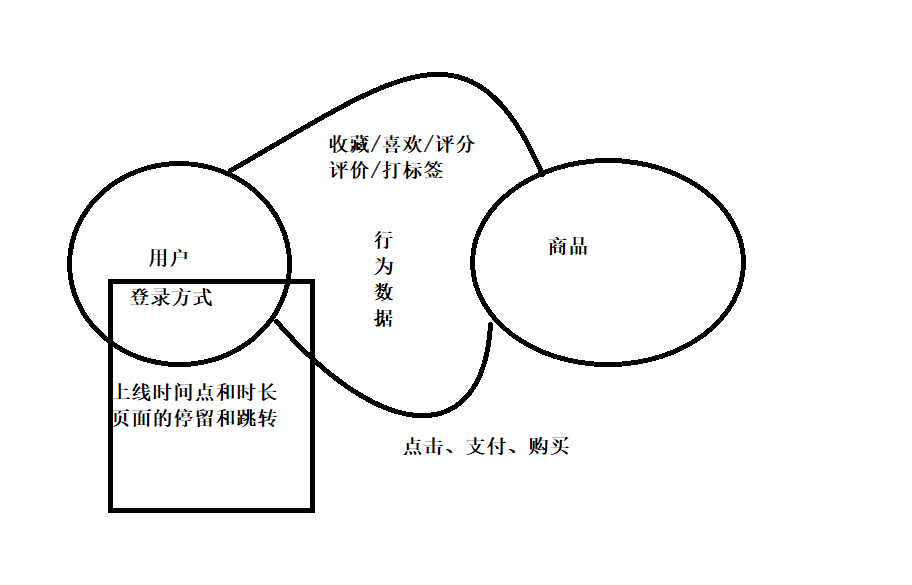 收藏/喜欢/评分
评价/打标签
用户
商品
行
为
数
据
登录方式
上线时间点和时长
页面的停留和跳转
点击、支付、购买